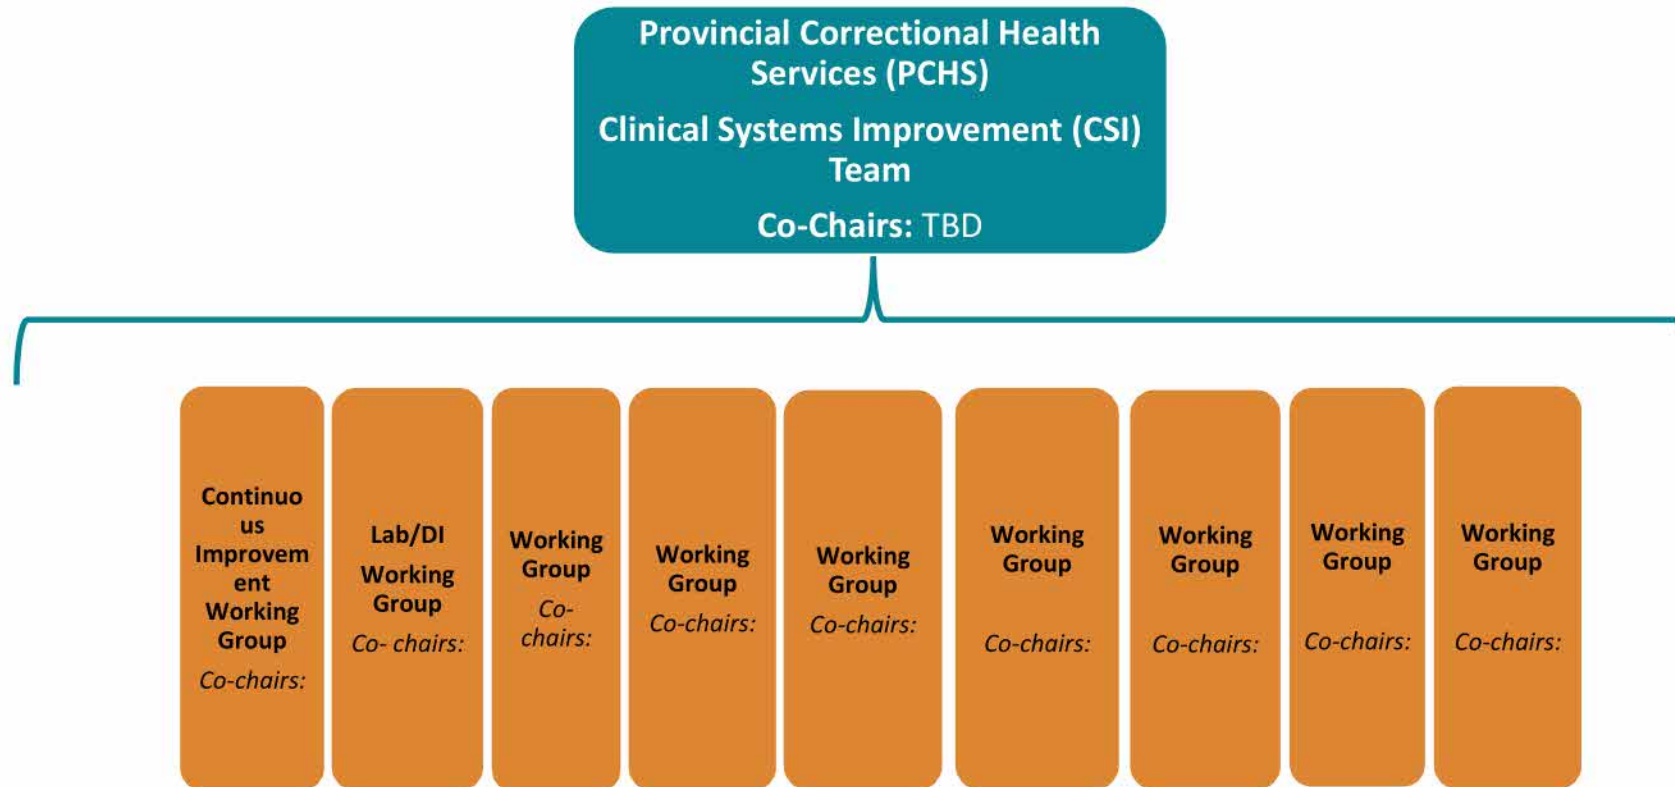 Provincial Correctional Health
Services (PCHS)
Clinical Systems Improvement (CSI)
Team
Co-Chairs: TBD
Continuo
us
Improvem
ent
Working
Group
Co-chairs:
Lab/DI
Working
Group
Co- chairs:
Working
Group
Co-
chairs:
Working
Group
Co-chairs:
Working
Group
Co-chairs:
Working
Group
Co-chairs:
Working
Group
Co-chairs:
Working
Group
Co-chairs:
Working
Group
Co-chairs: